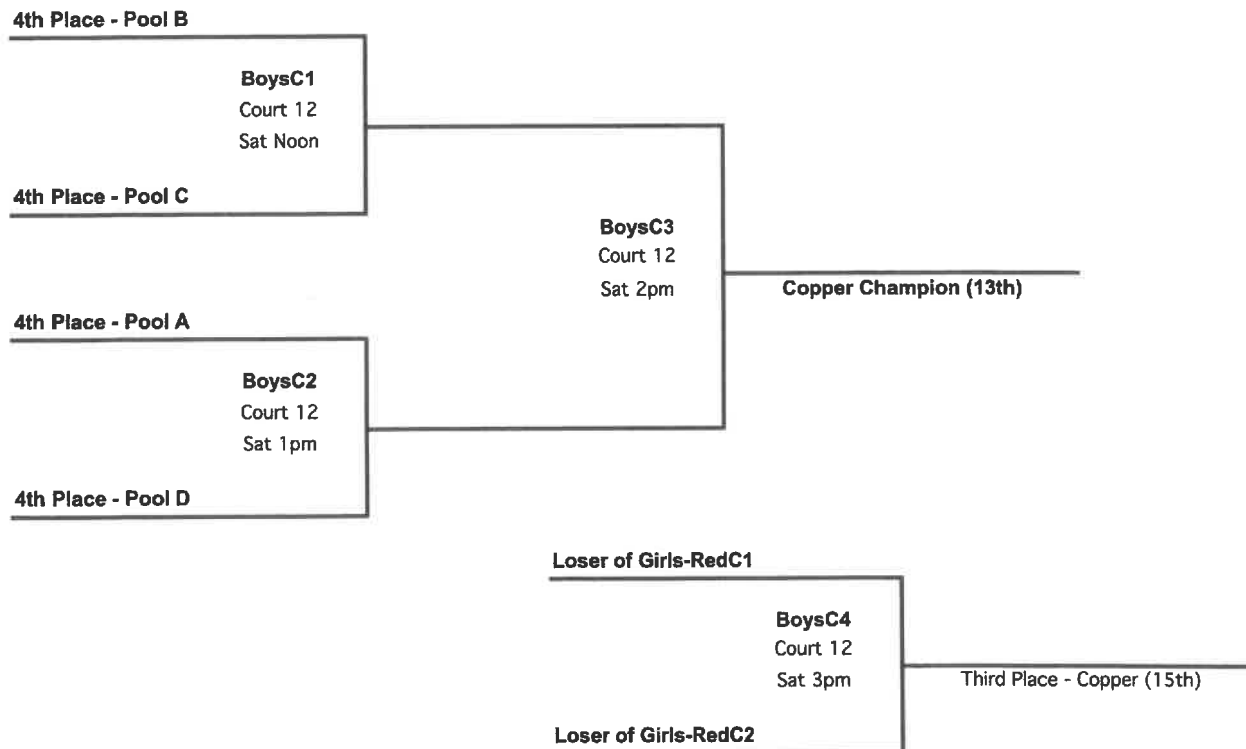 4th Place - Pool B
BoysC1
Court 12
Sat Noon
4th Place - Pool C
BoysC3
Court 12
Sat 2pm
Copper Champion (13th)
4th Place - Pool A
BoysC2
Court 12
Sat 1pm
4th Place - Pool D
Loser of Girls-RedC1
BoysC4
Court 12
Sat 3pm
Third Place - Copper (15th)
Loser of Girls-RedC2